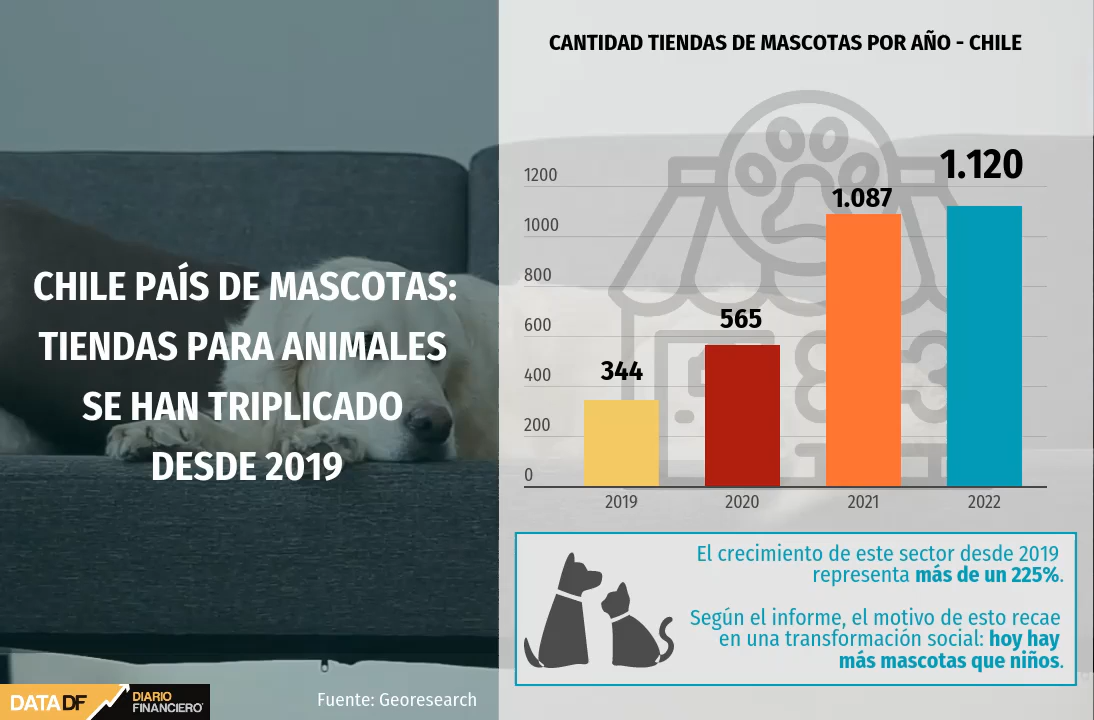 CHILE PAÍS DE MASCOTAS:
TIENDAS PARA ANIMALES
SE HAN TRIPLICADO
DESDE 2019
DATA DF
DIARIO
FINANCIERO
Fuente: Georesearch
CANTIDAD TIENDAS DE MASCOTAS POR AÑO - CHILE
1200
1000
800
600
400
200
0
344
565
1.087
1.120
2019
2020
2021
2022
El crecimiento de este sector desde 2019
representa más de un 225%.
Según el informe, el motivo de esto recae
en una transformación social: hoy hay
más mascotas que niños.